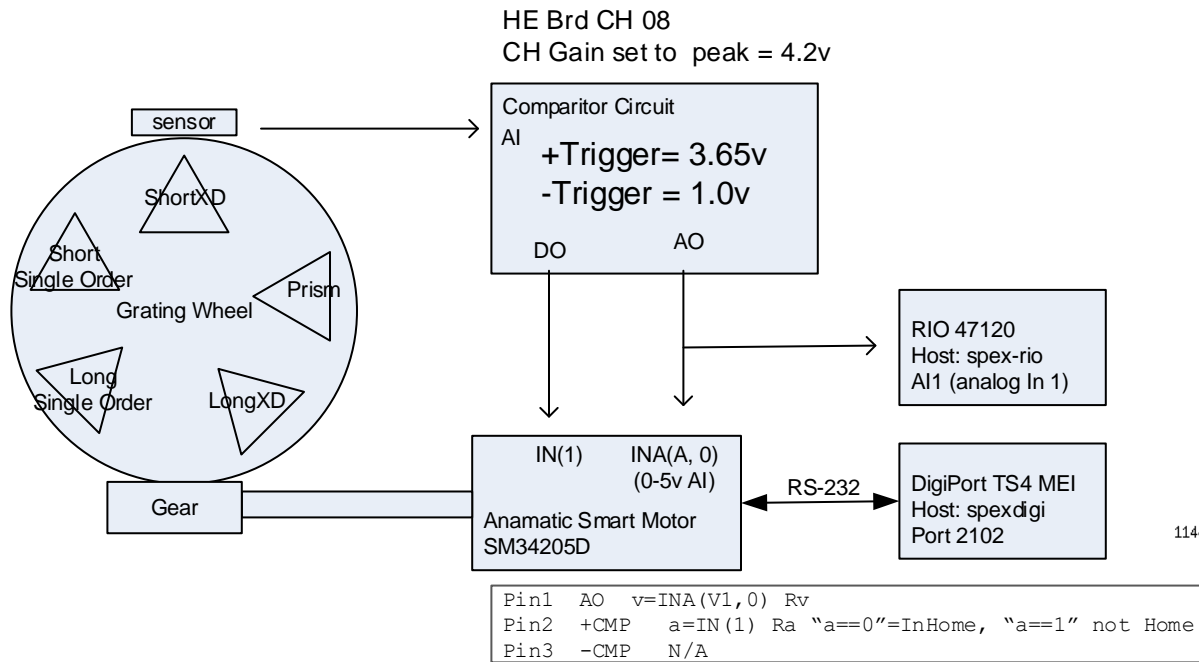 HE Brd CH 08
CH Gain set to peak = 4.2v
sensor
Comparitor Circuit
AI
+Trigger= 3.65v
-Trigger = 1.0v
DO
AO
ShortXD
Short
Single Order
Prism
Grating Wheel
Long
Single Order
LongXD
RIO 47120
Host: spex-rio
AI1 (analog In 1)
Gear
IN(1)
INA(A, 0)
(0-5v AI)
Anamatic Smart Motor
SM34205D
RS-232
DigiPort TS4 MEI
Host: spexdigi
Port 2102
Pin1 AO v=INA(V1,0) Rv
Pin2 +CMP a=IN(1) Ra “a==0”=InHome, “a==1” not Home
Pin3 -CMP N/A